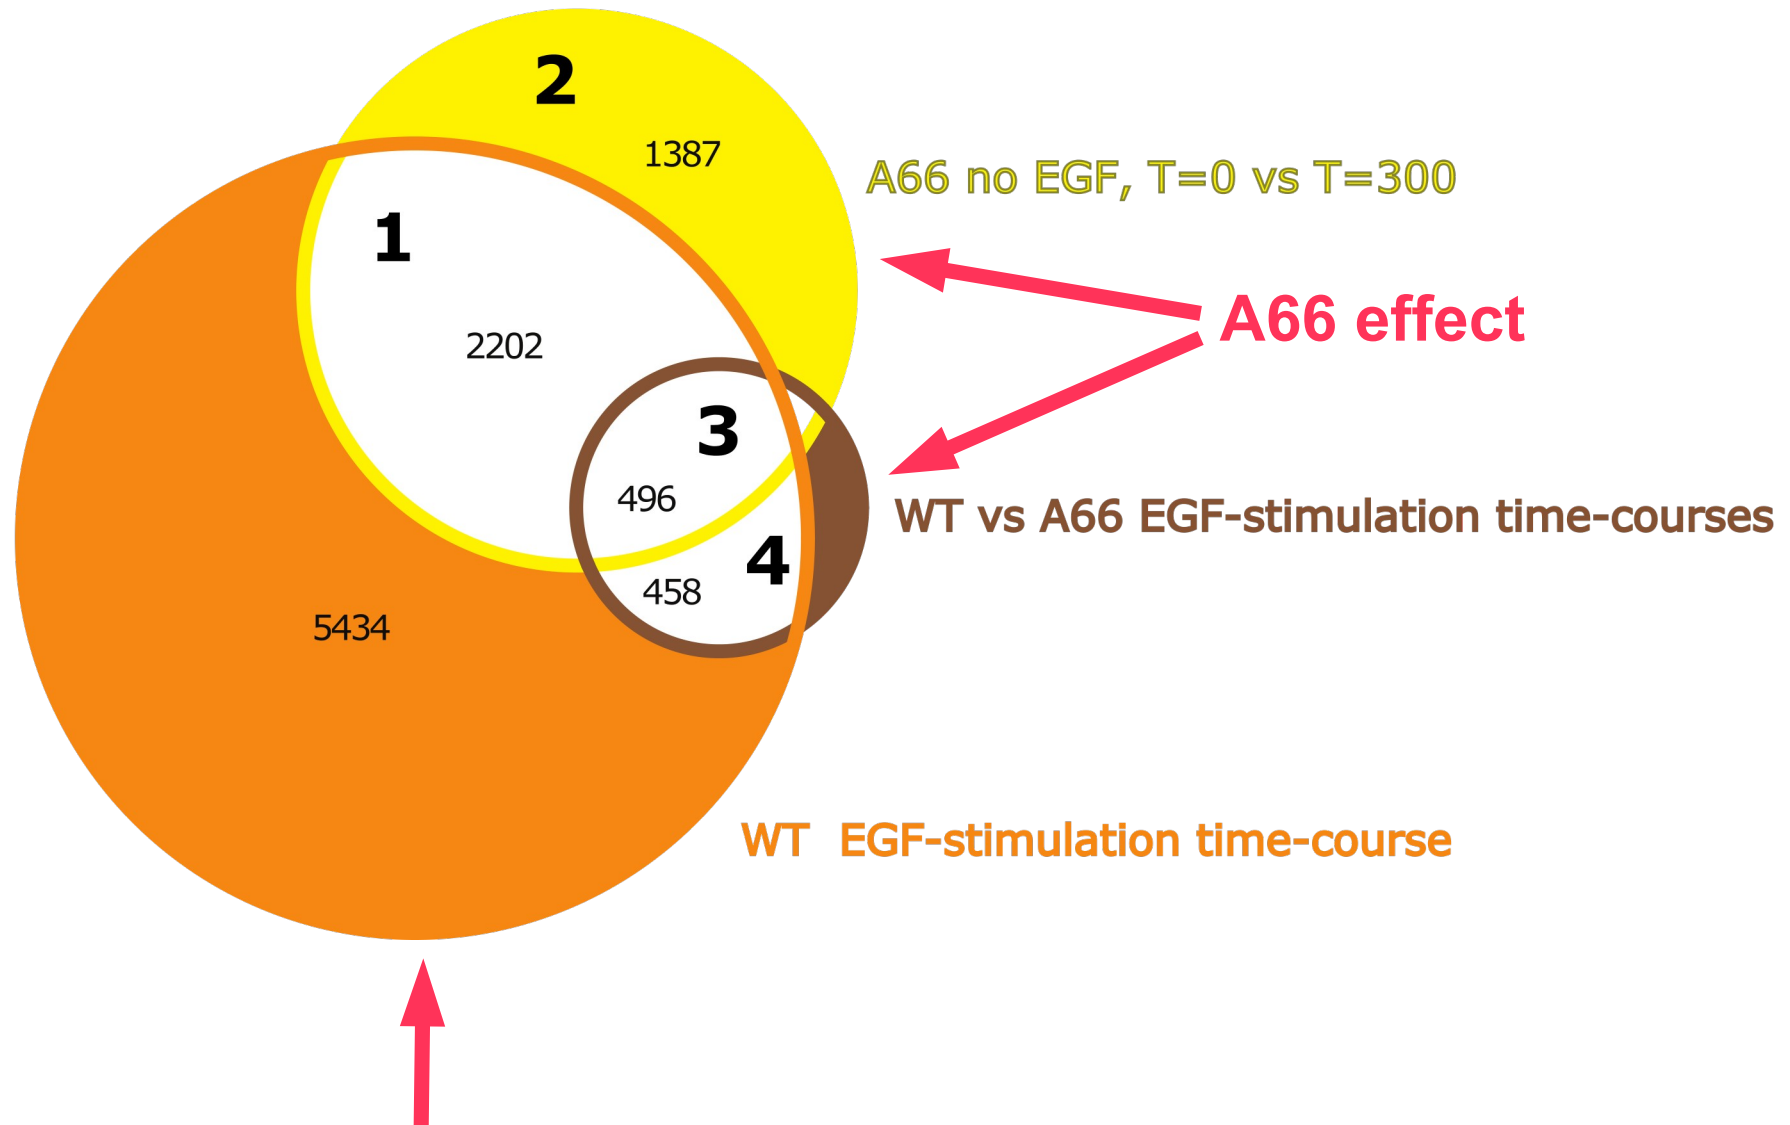 2
1387
A66 no EGF, T=0 vs T=300
1
A66 effect
2202
3
496
WT vs A66 EGF-stimulation time-courses
4
458
5434
WT EGF-stimulation time-course